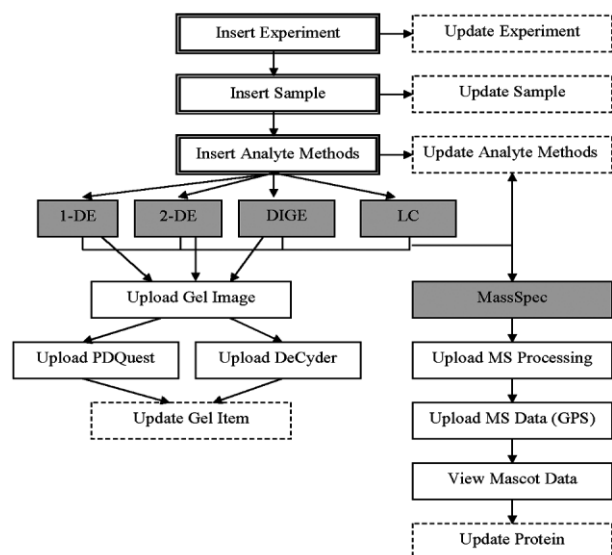 Insert Experiment
Update Experiment
Insert Sample
Update Sample
Insert Analyte Methods
Update Analyte Methods
1-DE
2-DE
DIGE
LC
Upload Gel Image
MassSpec
Upload PDQuest
Upload DeCyder
Upload MS Processing
Update Gel Item
Upload MS Data (GPS)
View Mascot Data
Update Protein